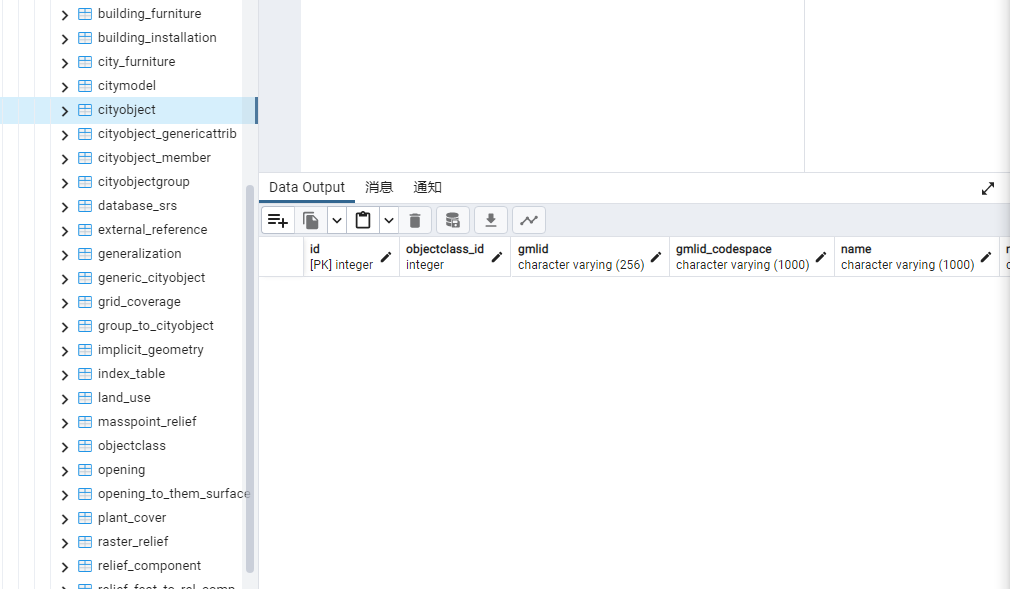 building_furniture
building_installation
city_furniture
citymodel
cityobject
cityobject_genericattrib
cityobject_member
cityobjectgroup
database_srs
external_reference
generalization
generic_cityobject
grid_coverage
group_to_cityobject
implicit_geometry
index_table
land_use
masspoint_relief
objectclass
opening
opening_to_them_surface
plant_cover
raster_relief
relief_component
Data Output 消息 通知
id objectclass_id gmlid gmlid_codespace name
[PK] integer integer character varying (256) character varying (1000) character varying (1000)